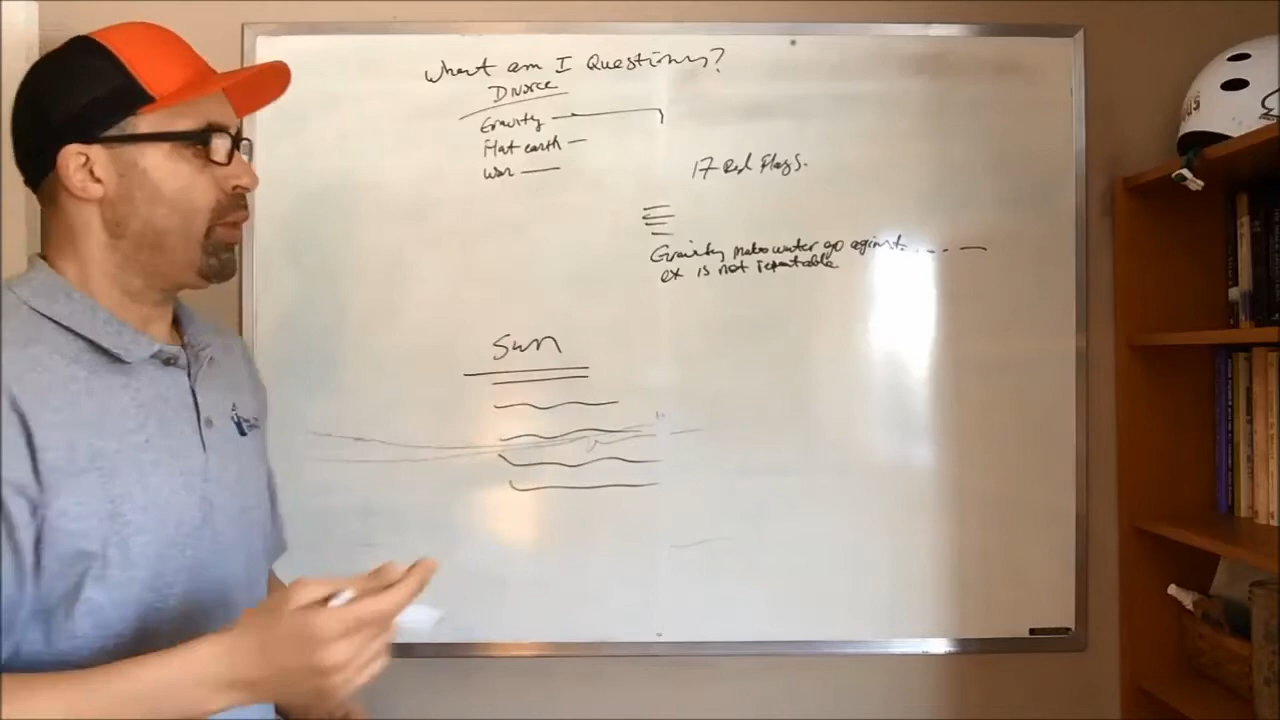 What am I Questioning?
Divorce
Gravity
Flat earth
War
17 Red Flags.
Gravity makes water go against
ex is not repeatable
Sun